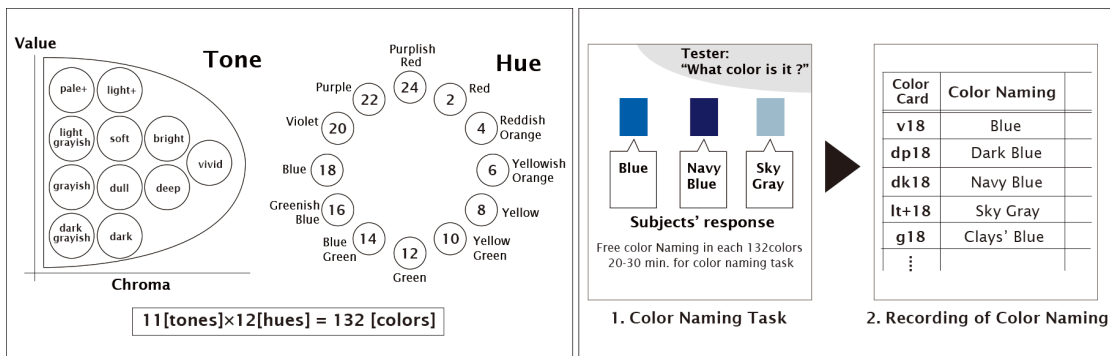 Value
Tone
pale+
light+
light
grayish
soft
bright
vivid
grayish
dull
deep
dark
grayish
dark
Chroma
Hue
Purplish
Red
24
2
Red
4
Reddish
Orange
6
Yellowish
Orange
8
Yellow
10
Yellow
Green
12
Green
14
Blue
Green
16
Greenish
Blue
18
Blue
20
Violet
22
Purple
11[tones]×12[hues] = 132 [colors]
Tester:
“What color is it ?”
Blue
Navy
Blue
Sky
Gray
Subjects’ response
Free color Naming in each 132colors
20-30 min. for color naming task
1. Color Naming Task
Color
Card
Color Naming
v18
Blue
dp18
Dark Blue
dk18
Navy Blue
lt+18
Sky Gray
g18
Clays’ Blue
2. Recording of Color Naming